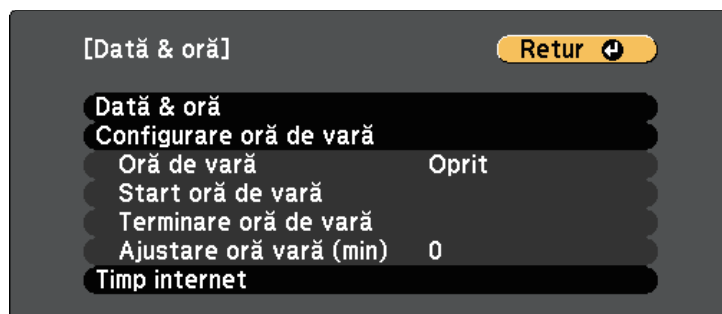 [Dată & oră]
Retur
Dată & oră
Configurare oră de vară
Oră de vară Oprit
Start oră de vară
Terminare oră de vară
Ajustare oră vară (min) 0
Timp internet